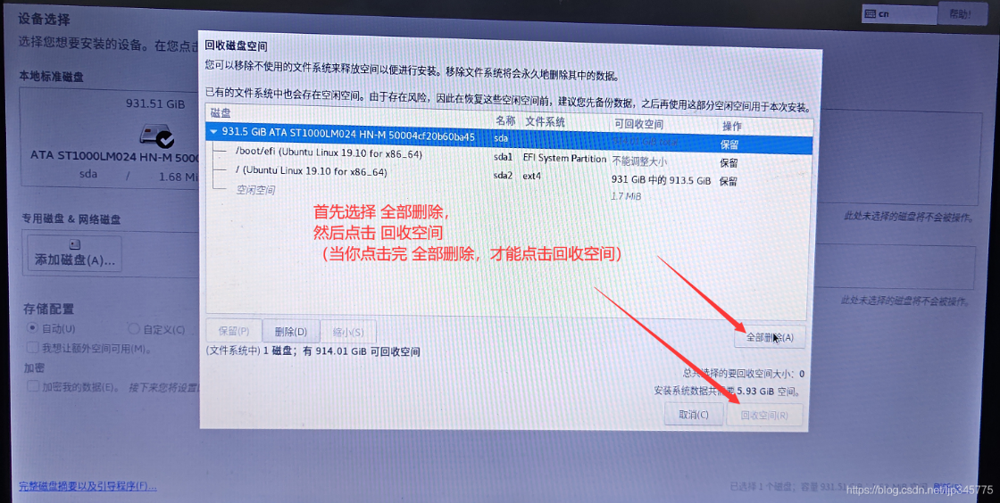 设备选择
cn
帮助!
选择您想要安装的设备。在您点击
本地标准磁盘
931.51 GiB
ATA ST1000LM024 HN-M 5000
sda / 1.68 Mi
此处未选择的磁盘将不会被操作。
专用磁盘 & 网络磁盘
添加磁盘(A)...
此处未选择的磁盘将不会被操作。
存储配置
自动(U) 自定义(C)
我想让额外空间可用(M)。
加密
加密我的数据(E)。 接下来您将设置
完整磁盘摘要以及引导程序(F)...
已选择 1 个磁盘；容量
回收磁盘空间
您可以移除不使用的文件系统来释放空间以便进行安装。移除文件系统将会永久地删除其中的数据。
已有的文件系统中也会存在空闲空间。由于存在风险，因此在恢复这些空闲空间前，建议您先备份数据，之后再使用这部分空闲空间用于本次安装。
磁盘 名称 文件系统 可回收空间 操作
931.5 GiB ATA ST1000LM024 HN-M 50004cf20b60ba45 sda 保留
/boot/efi (Ubuntu Linux 19.10 for x86_64) sda1 EFI System Partition 不能调整大小 保留
/ (Ubuntu Linux 19.10 for x86_64) sda2 ext4 931 GiB 中的 913.5 GiB 保留
空闲空间 1.7 MiB
首先选择 全部删除，
然后点击 回收空间
（当你点击完 全部删除，才能点击回收空间）
保留(P) 删除(D) 缩小(S) 全部删除(A)
(文件系统中) 1 磁盘；有 914.01 GiB 可回收空间
总共选择的要回收空间大小：0
安装系统数据共需要 5.93 GiB 空间。
取消(C) 回收空间(R)
https://blog.csdn.net/ljp345775